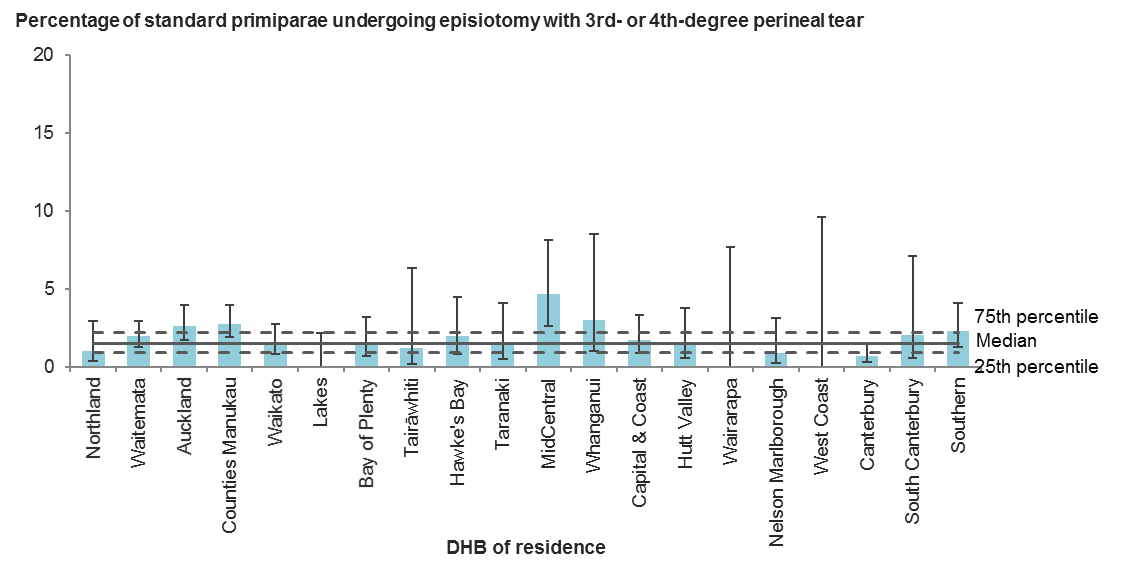 Percentage of standard primiparae undergoing episiotomy with 3rd- or 4th-degree perineal tear
20
15
10
5
0
75th percentile
Median
25th percentile
Northland
Waitemata
Auckland
Counties Manukau
Waikato
Lakes
Bay of Plenty
Tairāwhiti
Hawke's Bay
Taranaki
MidCentral
Whanganui
Capital & Coast
Hutt Valley
Wairarapa
Nelson Marlborough
West Coast
Canterbury
South Canterbury
Southern
DHB of residence